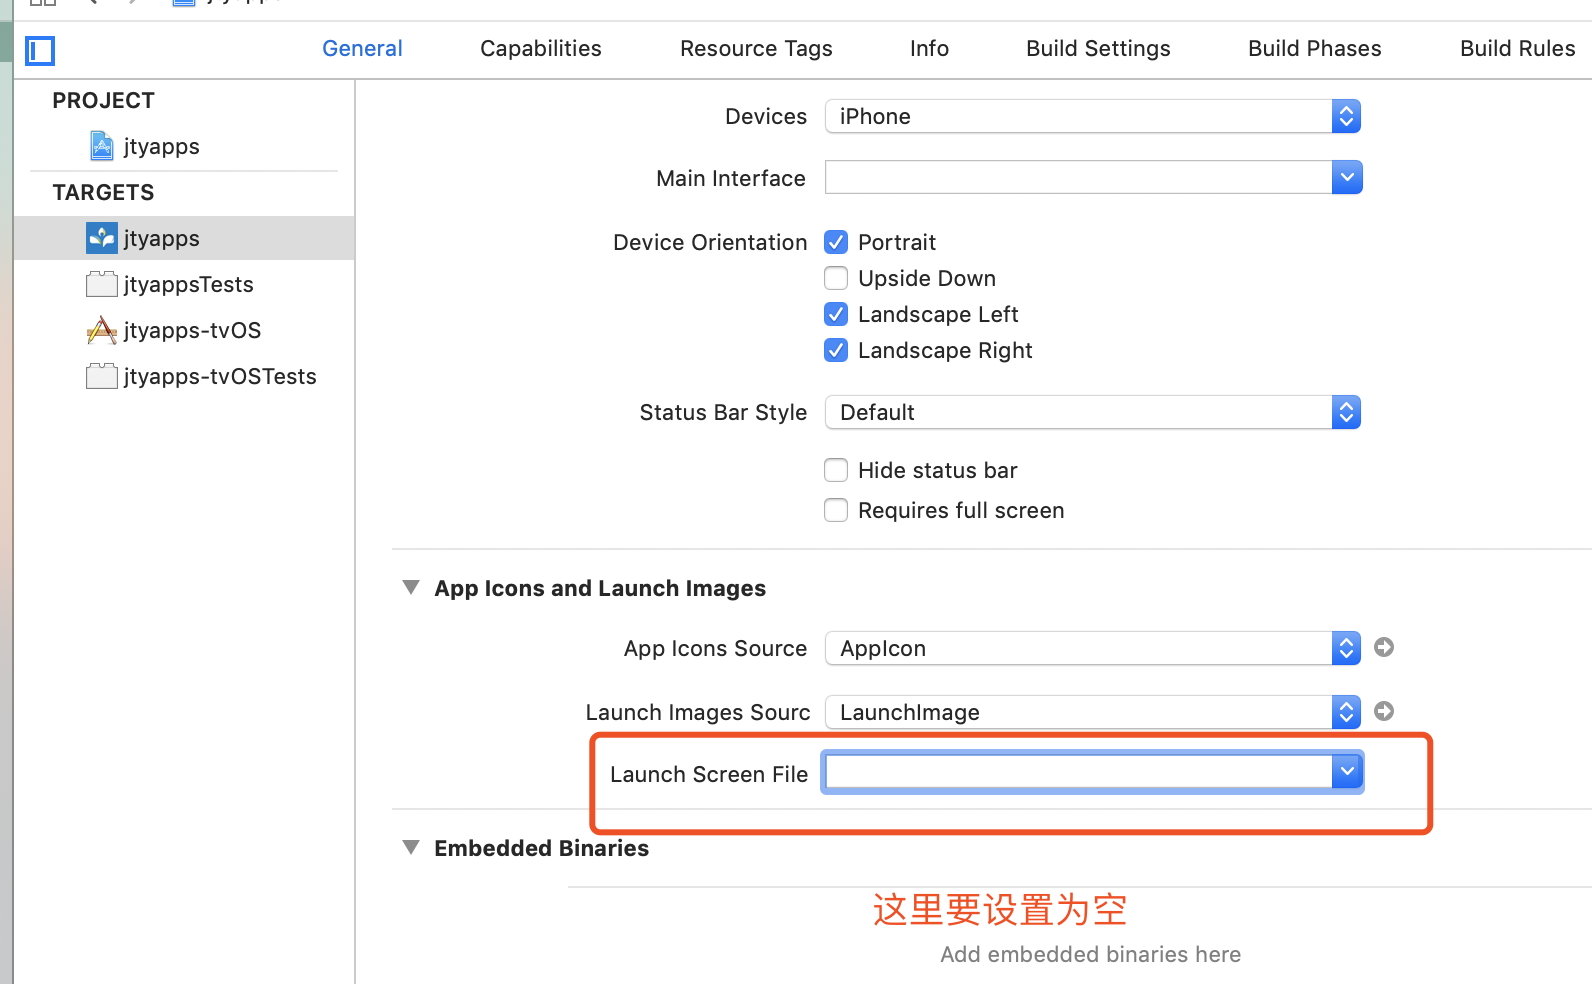 General Capabilities Resource Tags Info Build Settings Build Phases Build Rules
PROJECT
jtyapps
TARGETS
jtyapps
jtyappsTests
jtyapps-tvOS
jtyapps-tvOSTests
Devices iPhone
Main Interface
Device Orientation Portrait
Upside Down
Landscape Left
Landscape Right
Status Bar Style Default
Hide status bar
Requires full screen
App Icons and Launch Images
App Icons Source AppIcon
Launch Images Sourc LaunchImage
Launch Screen File
Embedded Binaries
这里要设置为空
Add embedded binaries here